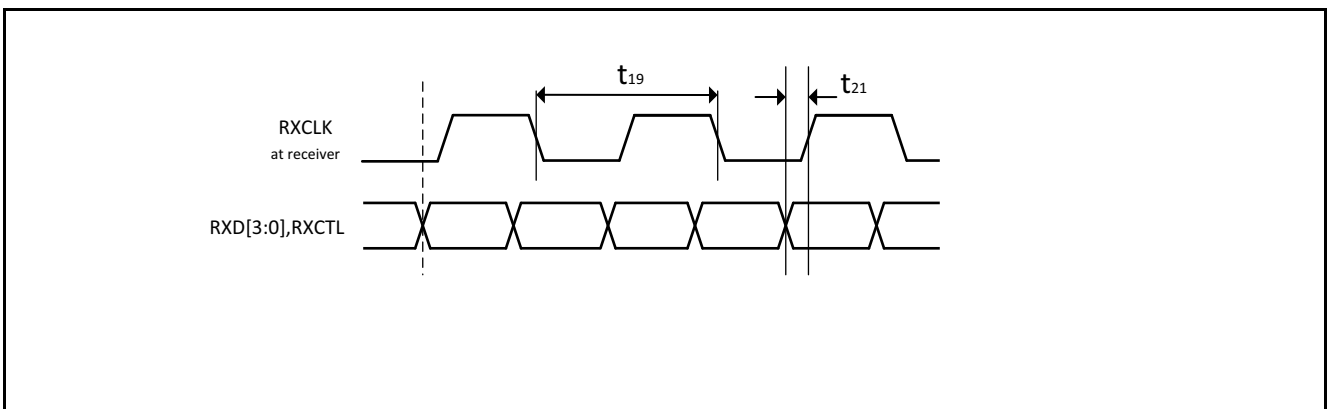 t19
t21
RXCLK
at receiver
RXD[3:0],RXCTL